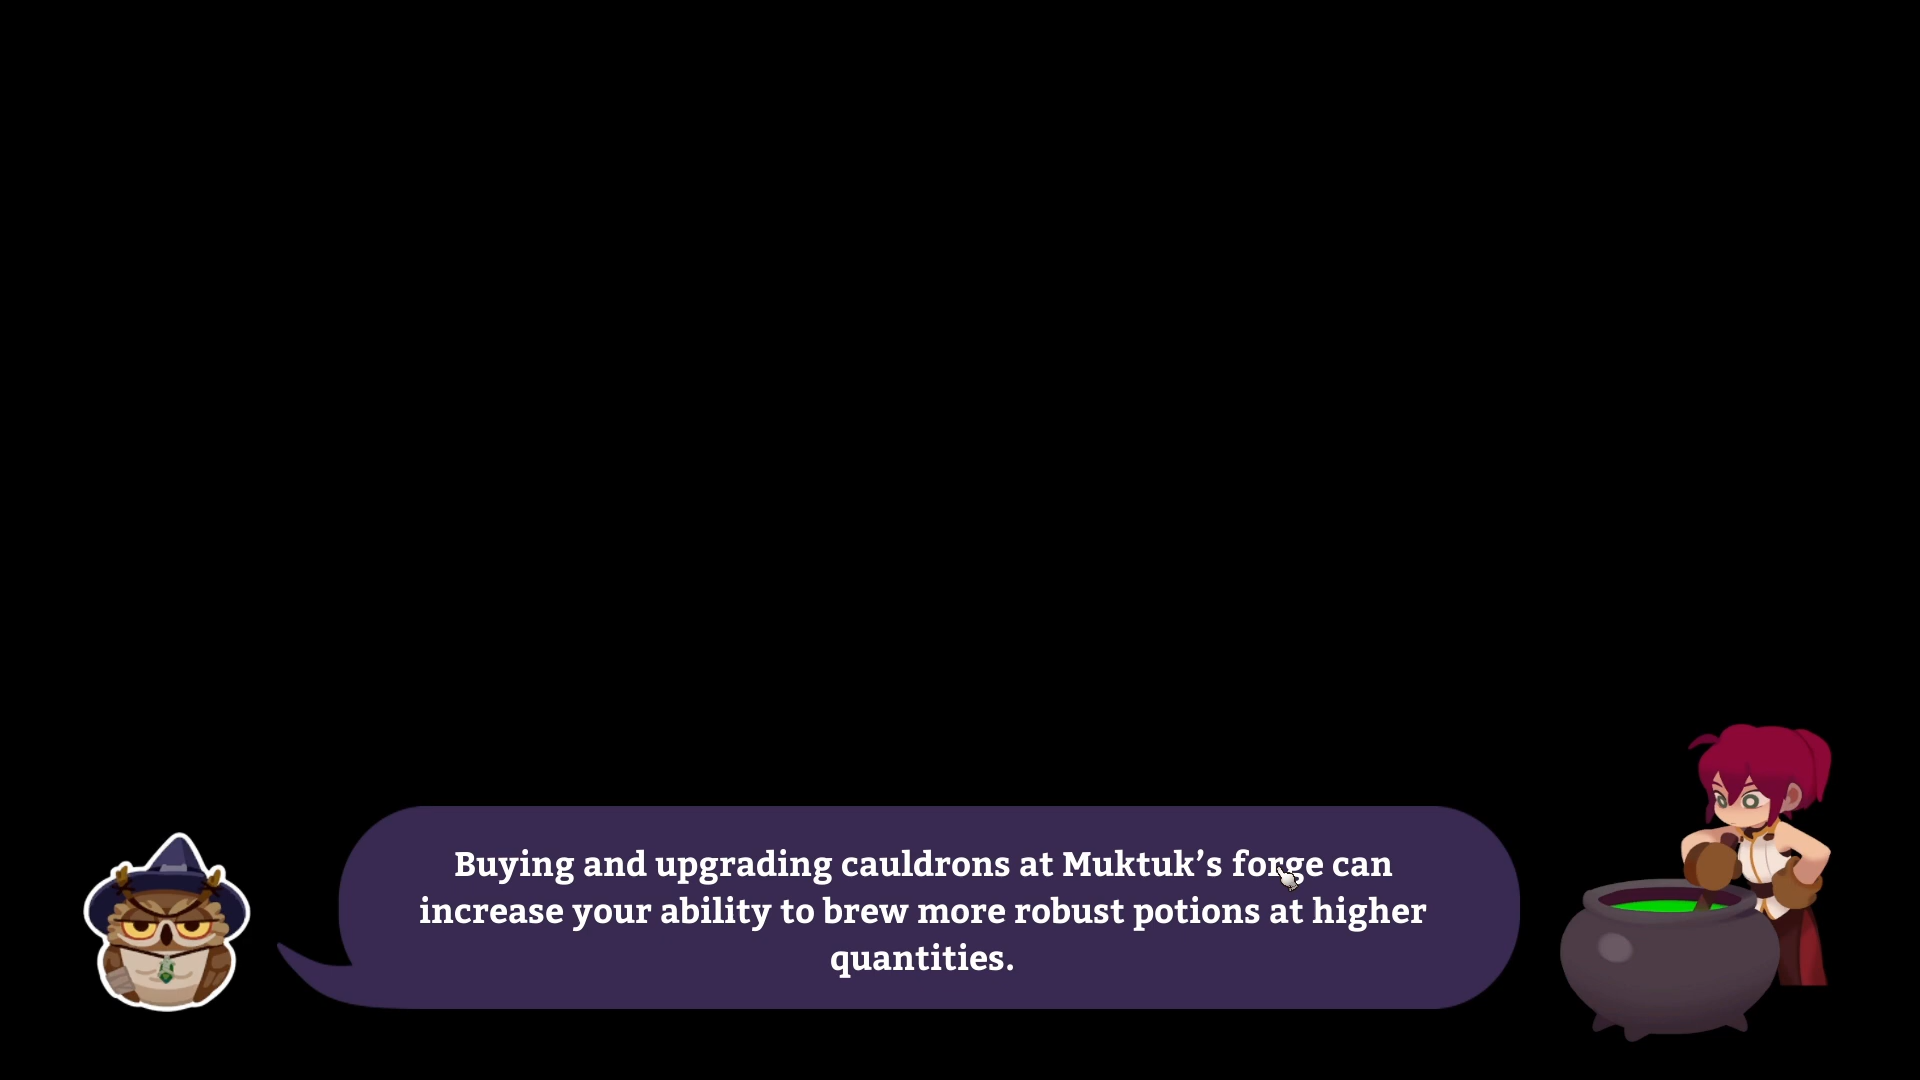 Buying and upgrading cauldrons at Muktuk’s forge can
increase your ability to brew more robust potions at higher
quantities.